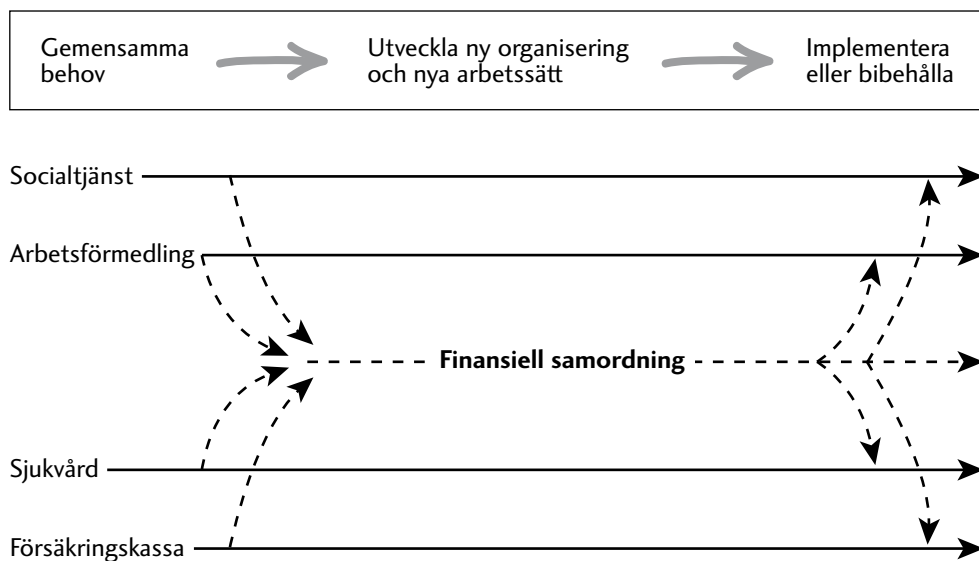 Gemensamma
behov
Utveckla ny organisering
och nya arbetssätt
Implementera
eller bibehålla
Socialtjänst
Arbetsförmedling
Finansiell samordning
Sjukvård
Försäkringskassa